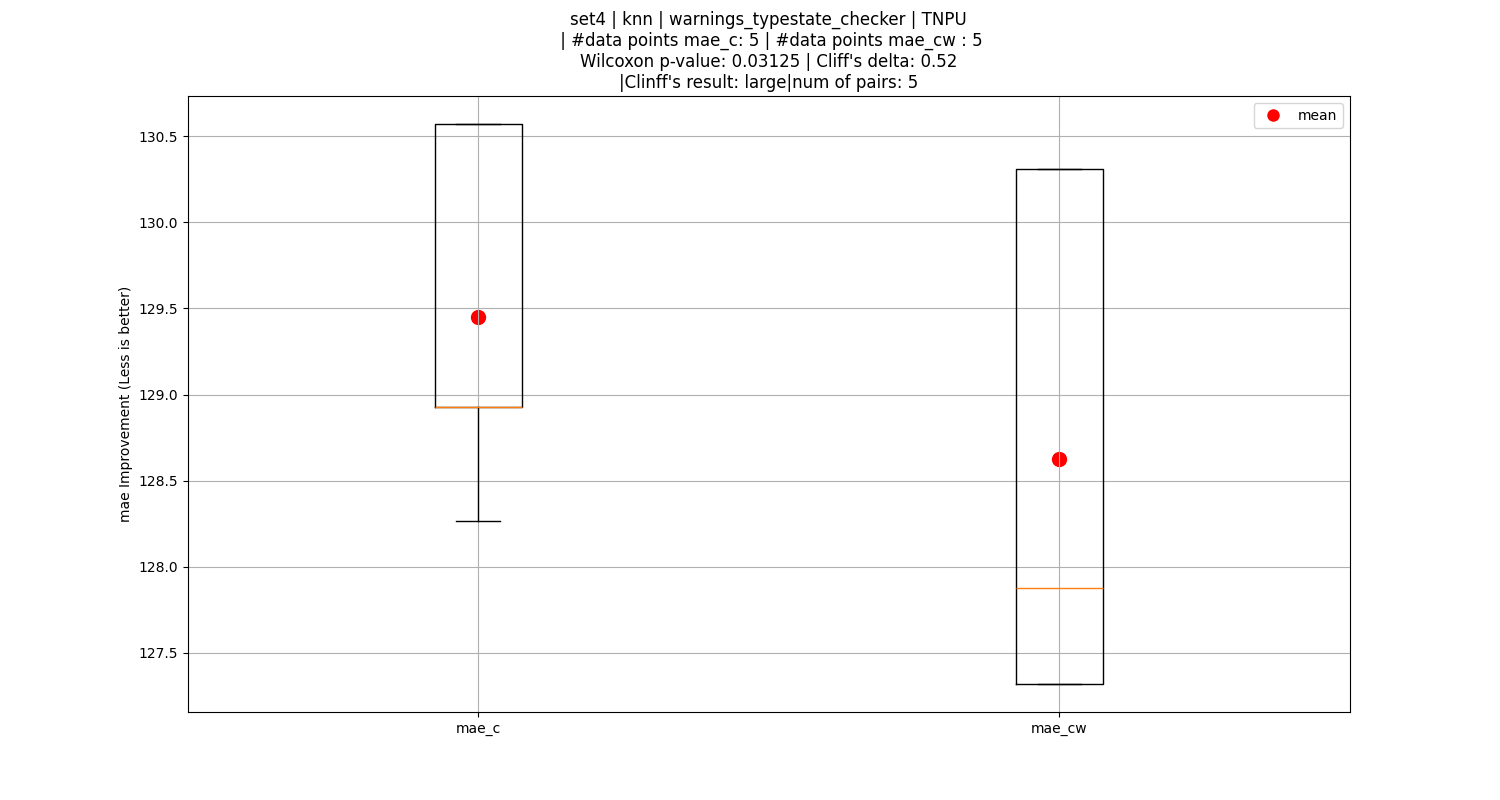 set4 | knn | warnings_typestate_checker | TNPU
| #data points mae_c: 5 | #data points mae_cw : 5
Wilcoxon p-value: 0.03125 | Cliff's delta: 0.52
|Clinff's result: large|num of pairs: 5
mean
mae Improvement (Less is better)
130.5
130.0
129.5
129.0
128.5
128.0
127.5
mae_c
mae_cw